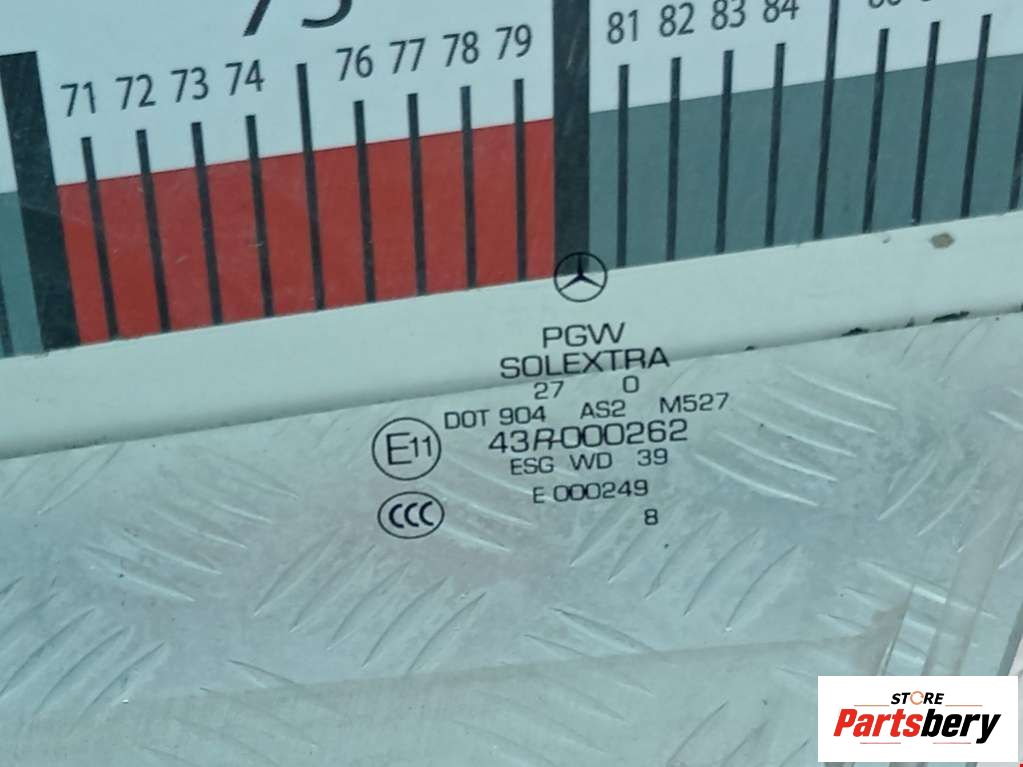 71 72 73 74 76 77 78 79 81 82 83 84
PGW
SOLEXTRA
27 0
DOT 904 AS2 M527
E11 43R-000262
ESG WD 39
CCC E 000249
8
STORE
Partsbery